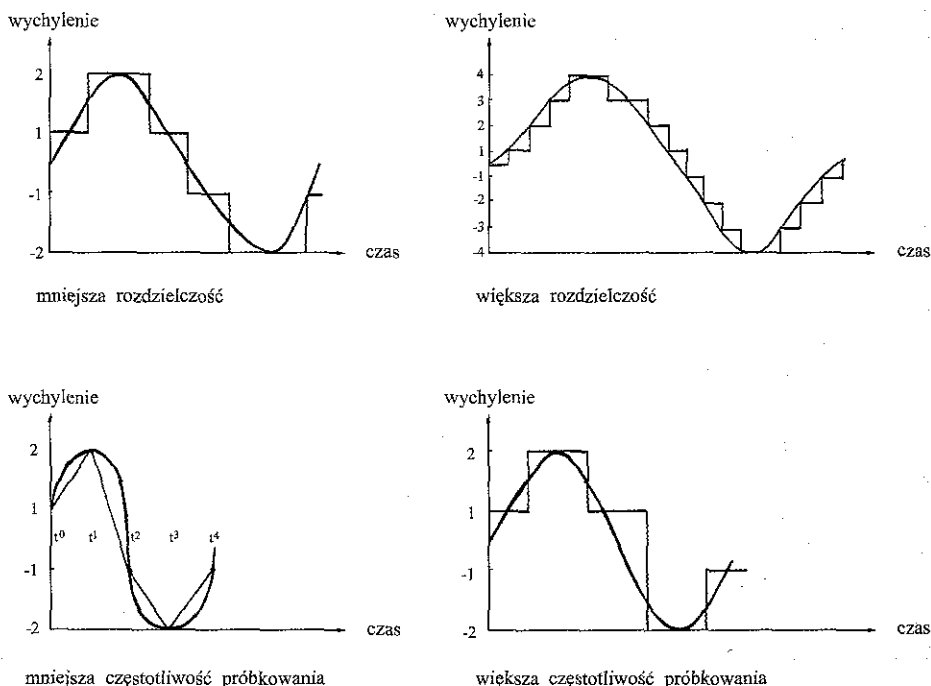 wychylenie
2
1
-1
-2
czas
mniejsza rozdzielczość
wychylenie
4
3
2
1
-1
-2
-3
-4
czas
większa rozdzielczość
wychylenie
2
1
t0 t1 t2 t3 t4
-1
-2
czas
mniejsza częstotliwość próbkowania
wychylenie
2
1
-1
-2
czas
większa częstotliwość próbkowania